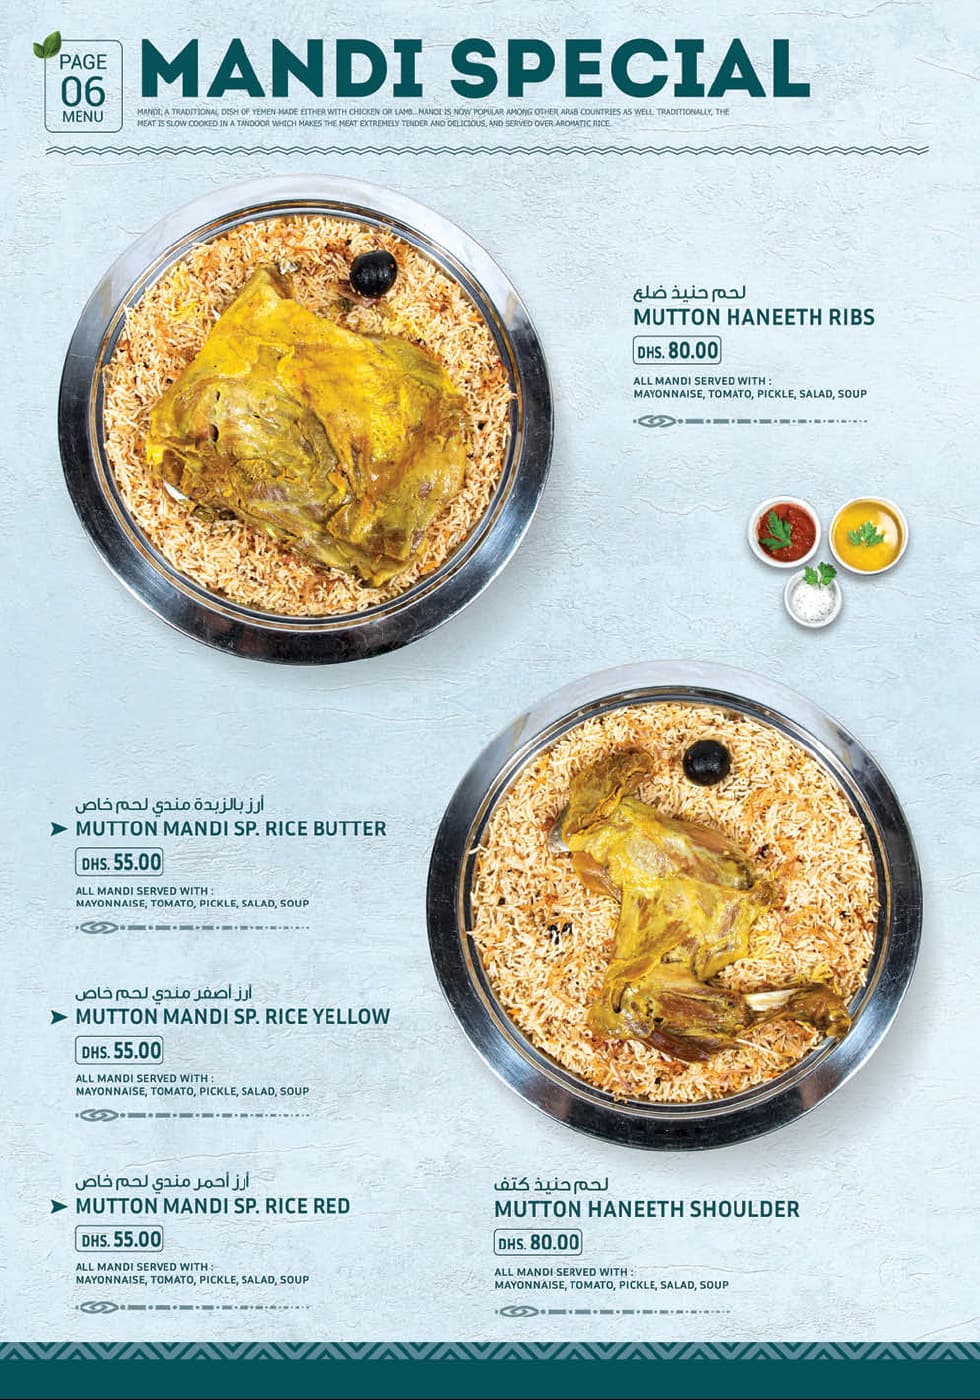 PAGE
06
MENU
MANDI SPECIAL
MANDI, A TRADITIONAL DISH OF YEMEN MADE EITHER WITH CHICKEN OR LAMB. MANDI IS NOW POPULAR AMONG OTHER ARAB COUNTRIES AS WELL. TRADITIONALLY, THE
MEAT IS SLOW COOKED IN A TANDOOR WHICH MAKES THE MEAT EXTREMELY TENDER AND DELICIOUS, AND SERVED OVER AROMATIC RICE.
لحم حنيذ ضلع
MUTTON HANEETH RIBS
DHS. 80.00
ALL MANDI SERVED WITH :
MAYONNAISE, TOMATO, PICKLE, SALAD, SOUP
أرز بالزبدة مندي لحم خاص
MUTTON MANDI SP. RICE BUTTER
DHS. 55.00
ALL MANDI SERVED WITH :
MAYONNAISE, TOMATO, PICKLE, SALAD, SOUP
أرز أصفر مندي لحم خاص
MUTTON MANDI SP. RICE YELLOW
DHS. 55.00
ALL MANDI SERVED WITH :
MAYONNAISE, TOMATO, PICKLE, SALAD, SOUP
أرز أحمر مندي لحم خاص
MUTTON MANDI SP. RICE RED
DHS. 55.00
ALL MANDI SERVED WITH :
MAYONNAISE, TOMATO, PICKLE, SALAD, SOUP
لحم حنيذ كتف
MUTTON HANEETH SHOULDER
DHS. 80.00
ALL MANDI SERVED WITH :
MAYONNAISE, TOMATO, PICKLE, SALAD, SOUP